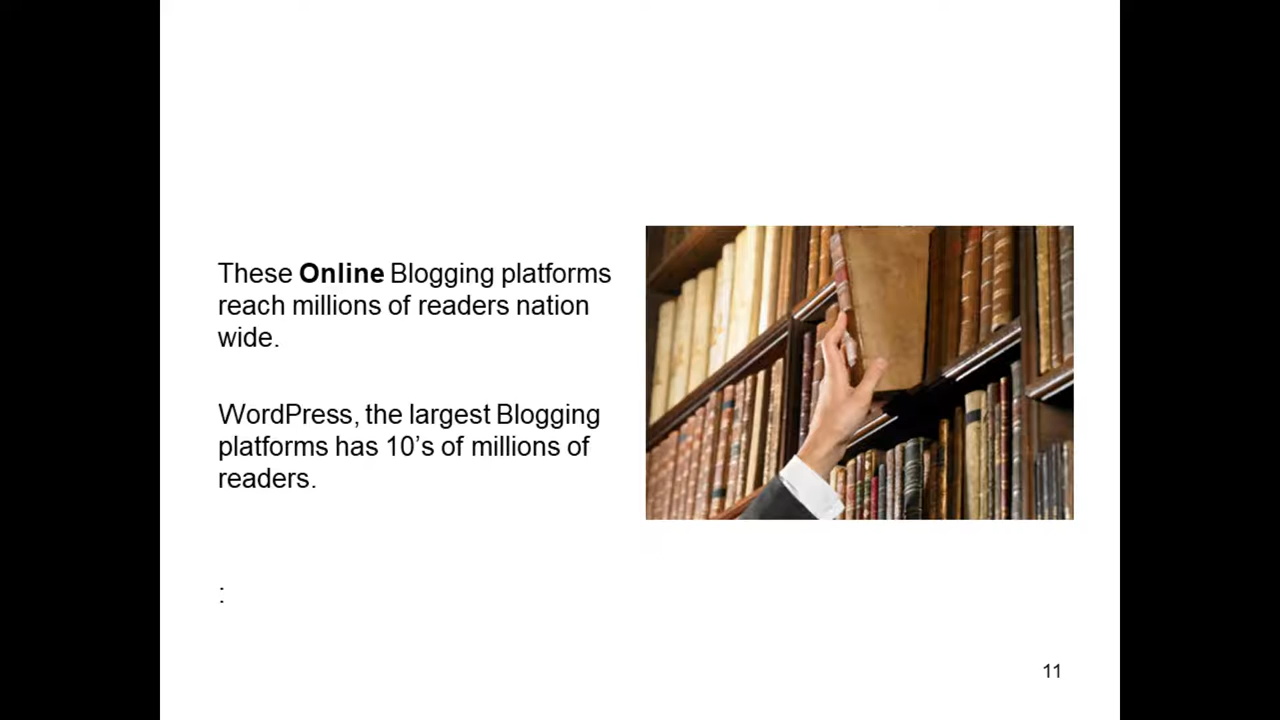 These Online Blogging platforms
reach millions of readers nation
wide.
WordPress, the largest Blogging
platforms has 10’s of millions of
readers.
:
11